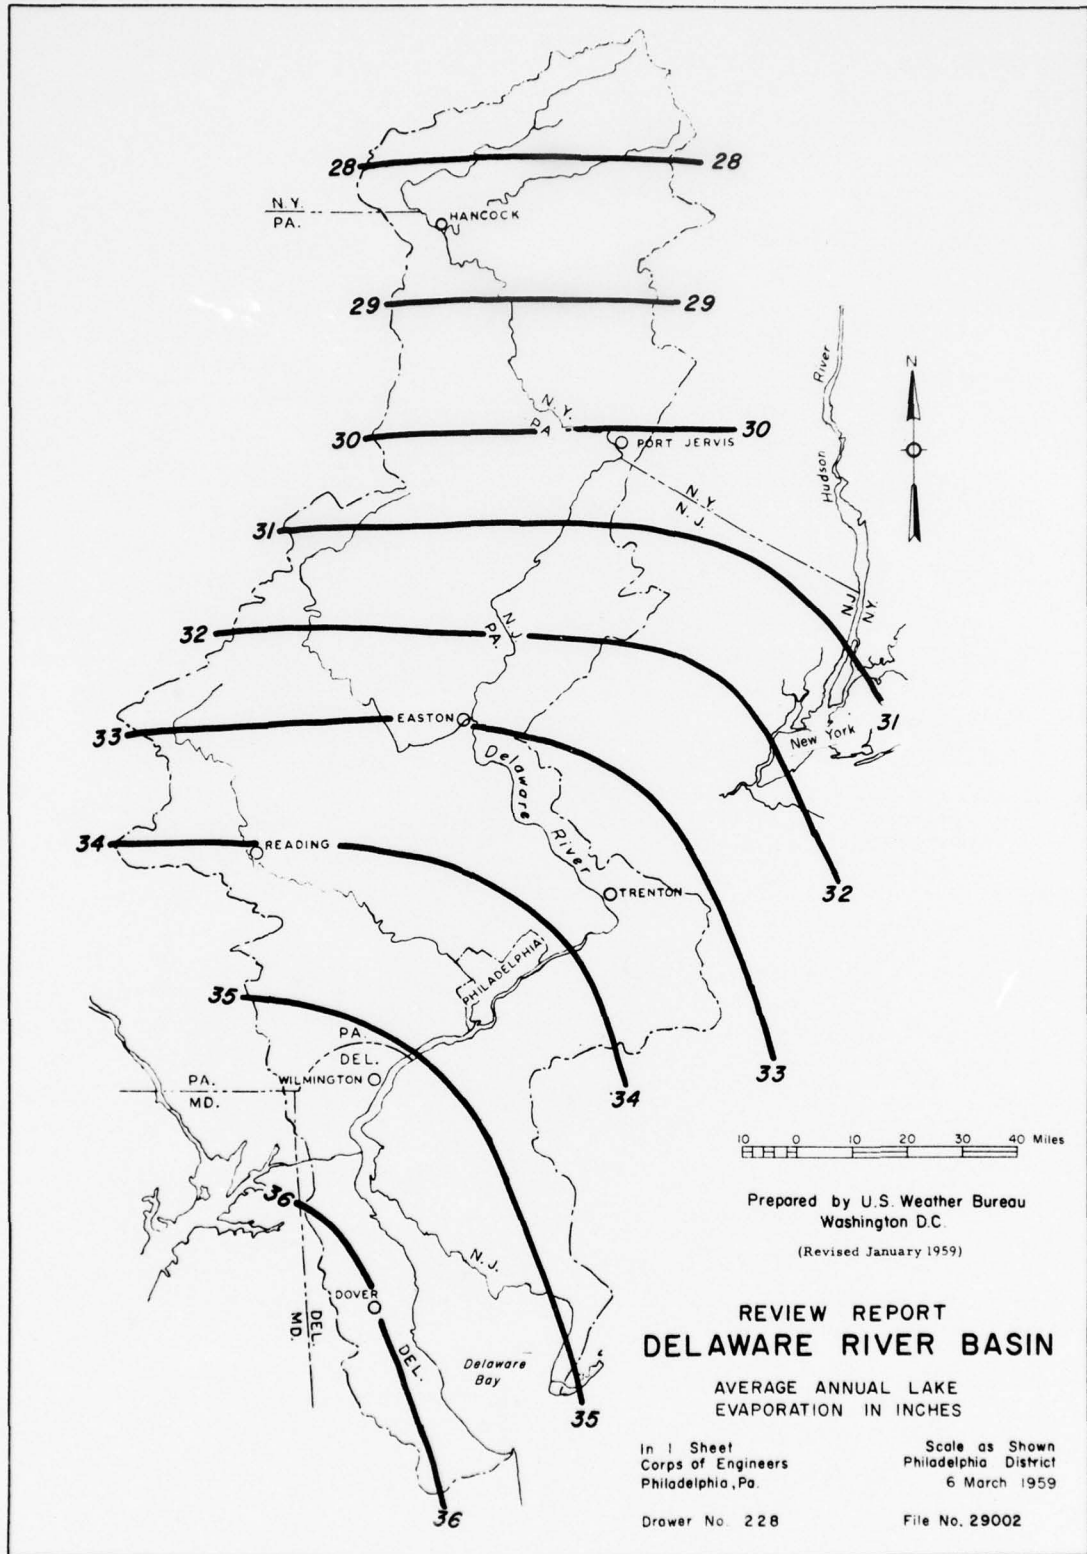 28 28
N.Y.
PA.
HANCOCK
29 29
River
Hudson
N
N.Y.
PA
30 30
PORT JERVIS
N.Y.
N.J.
31
N.J.
N.Y.
32
N.J.
PA.
31
33
EASTON
New York
Delaware
River
34
READING
32
TRENTON
PHILADELPHIA
35
PA.
DEL.
33
PA.
MD.
WILMINGTON
34
10 0 10 20 30 40 Miles
36
Prepared by U.S. Weather Bureau
Washington D.C.
(Revised January 1959)
N.J.
DOVER
DEL.
MD.
DEL.
Delaware
Bay
35
36
REVIEW REPORT
DELAWARE RIVER BASIN
AVERAGE ANNUAL LAKE
EVAPORATION IN INCHES
In 1 Sheet Scale as Shown
Corps of Engineers Philadelphia District
Philadelphia, Pa. 6 March 1959
Drawer No. 228 File No. 29002